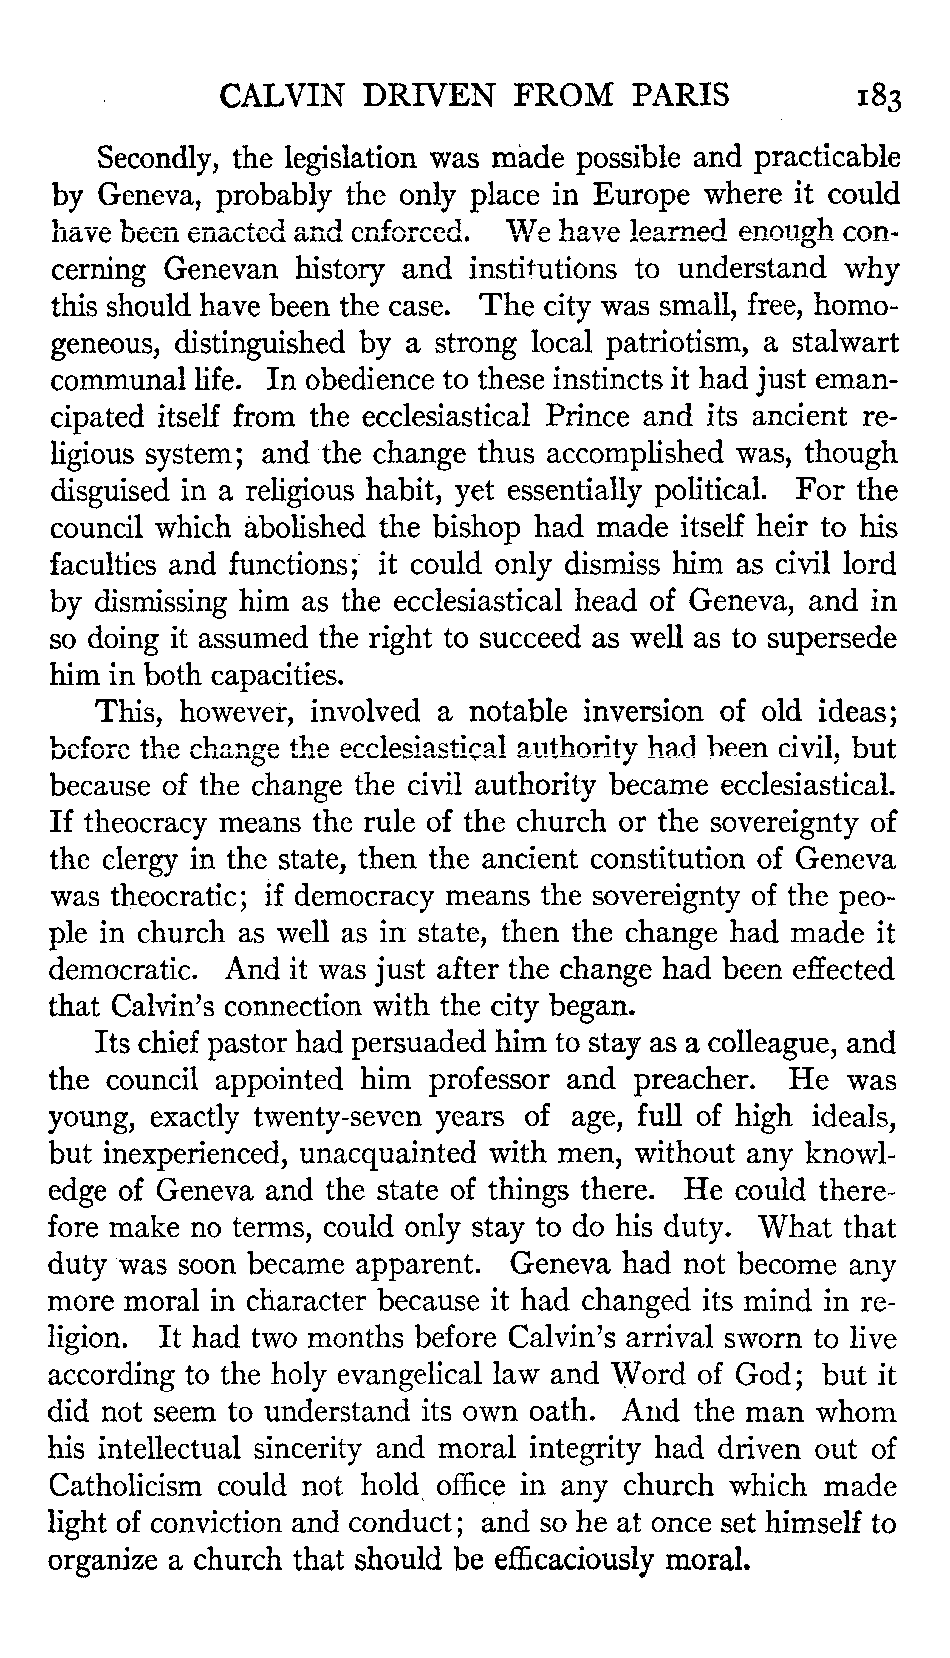 CALVIN DRIVEN FROM PARIS 183
Secondly, the legislation was made possible and practicable
by Geneva, probably the only place in Europe where it could
have been enacted and enforced. We have learned enough con-
cerning Genevan history and institutions to understand why
this should have been the case. The city was small, free, homo-
geneous, distinguished by a strong local patriotism, a stalwart
communal life. In obedience to these instincts it had just eman-
cipated itself from the ecclesiastical Prince and its ancient re-
ligious system; and the change thus accomplished was, though
disguised in a religious habit, yet essentially political. For the
council which abolished the bishop had made itself heir to his
faculties and functions; it could only dismiss him as civil lord
by dismissing him as the ecclesiastical head of Geneva, and in
so doing it assumed the right to succeed as well as to supersede
him in both capacities.
This, however, involved a notable inversion of old ideas;
before the change the ecclesiastical authority had been civil, but
because of the change the civil authority became ecclesiastical.
If theocracy means the rule of the church or the sovereignty of
the clergy in the state, then the ancient constitution of Geneva
was theocratic; if democracy means the sovereignty of the peo-
ple in church as well as in state, then the change had made it
democratic. And it was just after the change had been effected
that Calvin's connection with the city began.
Its chief pastor had persuaded him to stay as a colleague, and
the council appointed him professor and preacher. He was
young, exactly twenty-seven years of age, full of high ideals,
but inexperienced, unacquainted with men, without any knowl-
edge of Geneva and the state of things there. He could there-
fore make no terms, could only stay to do his duty. What that
duty was soon became apparent. Geneva had not become any
more moral in character because it had changed its mind in re-
ligion. It had two months before Calvin's arrival sworn to live
according to the holy evangelical law and Word of God; but it
did not seem to understand its own oath. And the man whom
his intellectual sincerity and moral integrity had driven out of
Catholicism could not hold office in any church which made
light of conviction and conduct; and so he at once set himself to
organize a church that should be efficaciously moral.